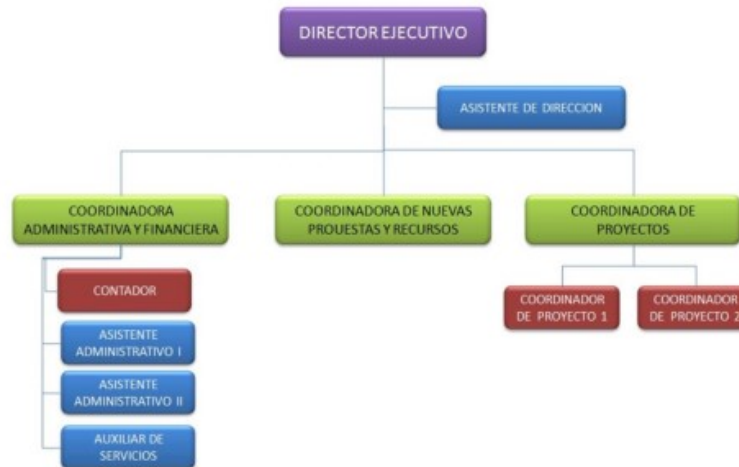 DIRECTOR EJECUTIVO
ASISTENTE DE DIRECCION
COORDINADORA
ADMINISTRATIVA Y FINANCIERA
COORDINADORA DE NUEVAS
PROUESTAS Y RECURSOS
COORDINADORA DE
PROYECTOS
CONTADOR
ASISTENTE
ADMINISTRATIVO I
ASISTENTE
ADMINISTRATIVO II
AUXILIAR DE
SERVICIOS
COORDINADOR
DE PROYECTO 1
COORDINADOR
DE PROYECTO 2